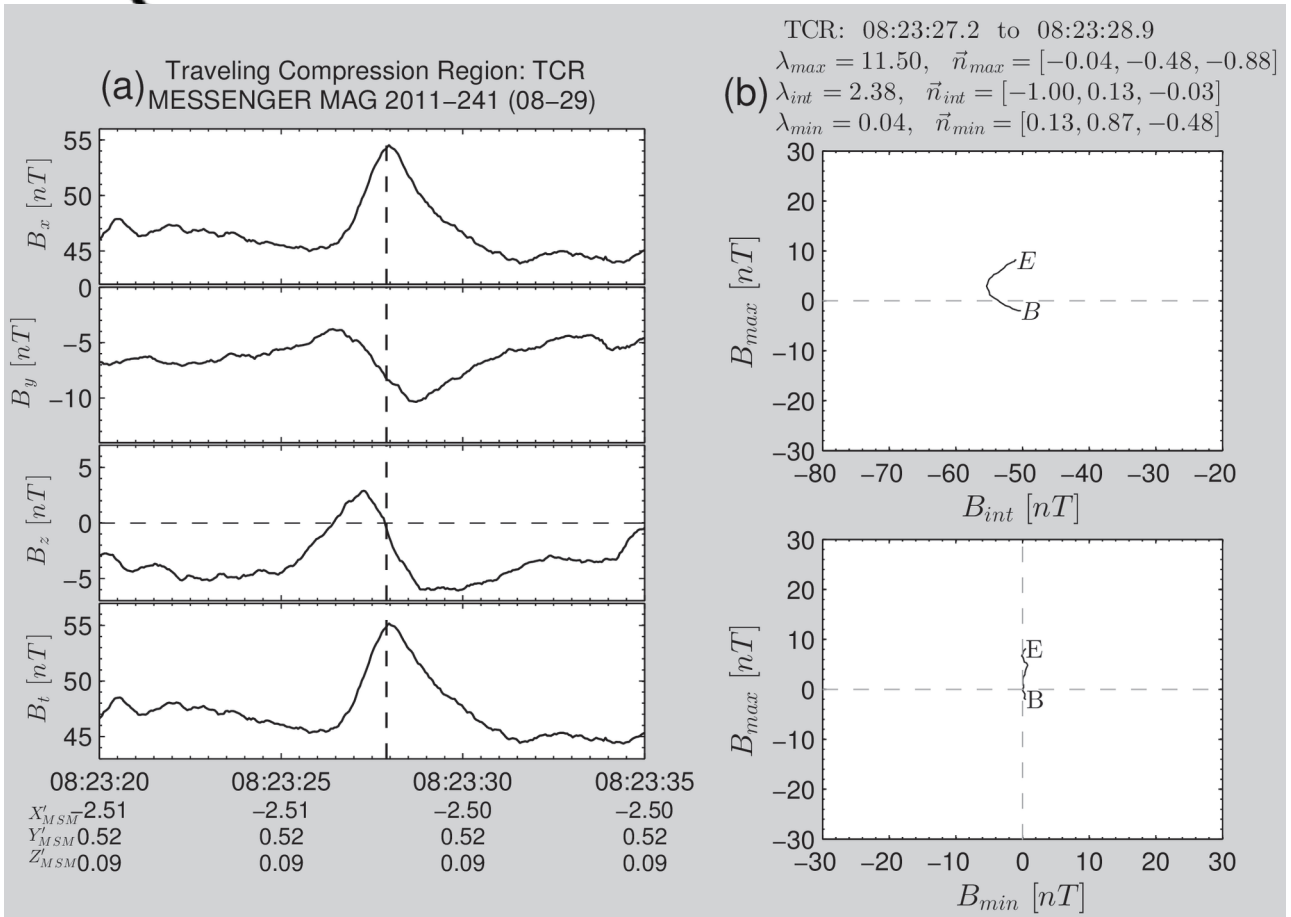 (a) Traveling Compression Region: TCR
MESSENGER MAG 2011−241 (08−29)
55
50
45
B_x [nT]
0
−5
−10
B_y [nT]
5
0
−5
B_z [nT]
55
50
45
B_t [nT]
08:23:20 08:23:25 08:23:30 08:23:35
X′_MSM −2.51 −2.51 −2.50 −2.50
Y′_MSM 0.52 0.52 0.52 0.52
Z′_MSM 0.09 0.09 0.09 0.09
(b)
TCR: 08:23:27.2 to 08:23:28.9
λ_max = 11.50, n⃗_max = [−0.04, −0.48, −0.88]
λ_int = 2.38, n⃗_int = [−1.00, 0.13, −0.03]
λ_min = 0.04, n⃗_min = [0.13, 0.87, −0.48]
30
20
10
0
−10
−20
−30
B_max [nT]
E
B
−80 −70 −60 −50 −40 −30 −20
B_int [nT]
30
20
10
0
−10
−20
−30
B_max [nT]
E
B
−30 −20 −10 0 10 20 30
B_min [nT]